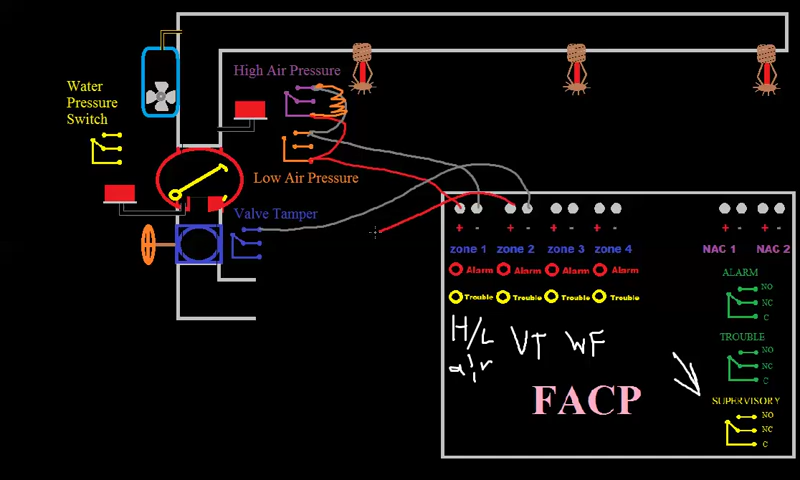 High Air Pressure
Water
Pressure
Switch
Low Air Pressure
Valve Tamper
+ - + - + - + - + - + -
zone 1 zone 2 zone 3 zone 4 NAC 1 NAC 2
Alarm Alarm Alarm Alarm
Trouble Trouble Trouble Trouble
H/L VT WF
air
FACP
ALARM
NO
NC
C
TROUBLE
NO
NC
C
SUPERVISORY
NO
NC
C